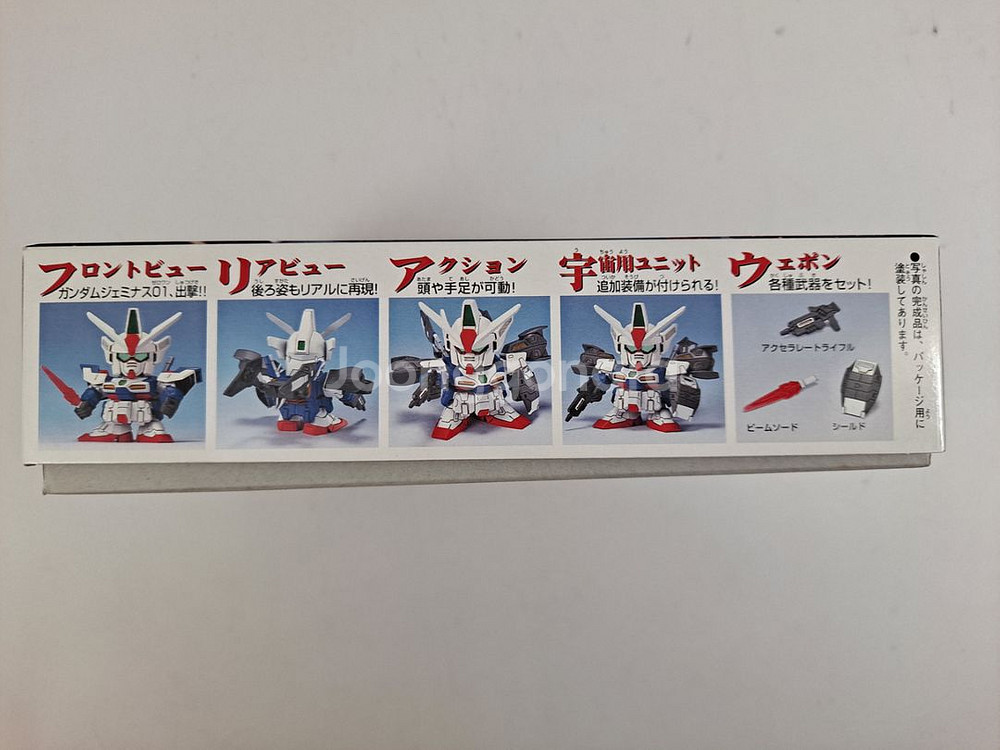 フロントビュー
ガンダムジェミナス01、出撃!!
リアビュー
後ろ姿もリアルに再現!
アクション
頭や手足が可動!
宇宙用ユニット
追加装備が付けられる!
ウェポン
各種武器をセット!
アクセラレートライフル
ビームソード
シールド
●写真の完成品は、パッケージ用に
塗装してあります。